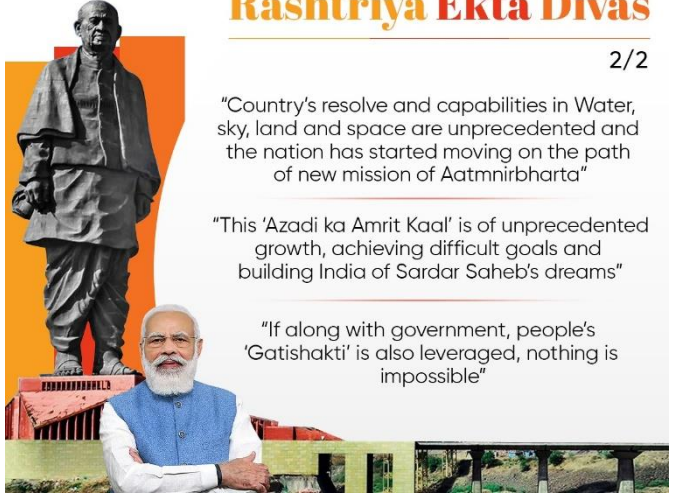 Rashtriya Ekta Divas
2/2
“Country’s resolve and capabilities in Water,
sky, land and space are unprecedented and
the nation has started moving on the path
of new mission of Aatmnirbharta”
“This ‘Azadi ka Amrit Kaal’ is of unprecedented
growth, achieving difficult goals and
building India of Sardar Saheb’s dreams”
“If along with government, people’s
‘Gatishakti’ is also leveraged, nothing is
impossible”